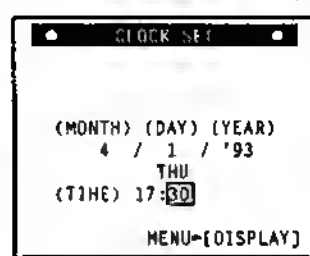 CLOCK SET
(MONTH) (DAY) (YEAR)
4 / 1 / '93
THU
(TIME) 17:30
MENU-[DISPLAY]